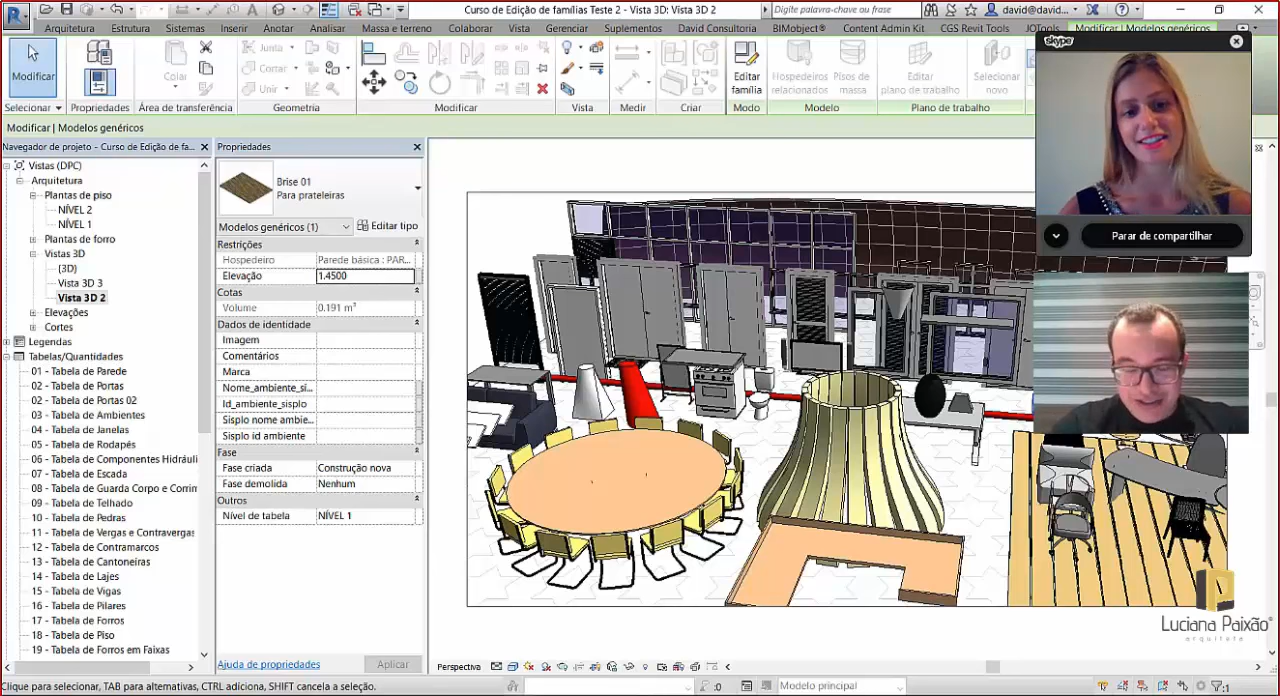 Curso de Edição de famílias Teste 2 - Vista 3D: Vista 3D 2
Digite palavra-chave ou frase
david@david...
Arquitetura
Estrutura
Sistemas
Inserir
Anotar
Analisar
Massa e terreno
Colaborar
Vista
Gerenciar
Suplementos
David Consultoria
BIMobject®
Content Admin Kit
CGS Revit Tools
JOTools
Modificar | Modelos genéricos
Modificar
Colar
Junta
Cortar
Unir
Editar família
Hospedeiros relacionados
Pisos de massa
Editar plano de trabalho
Selecionar novo
Selecionar
Propriedades
Área de transferência
Geometria
Modificar
Vista
Medir
Criar
Modo
Modelo
Plano de trabalho
Modificar | Modelos genéricos
Navegador de projeto - Curso de Edição de fa...
Vistas (DPC)
Arquitetura
Plantas de piso
NÍVEL 2
NÍVEL 1
Plantas de forro
Vistas 3D
{3D}
Vista 3D 3
Vista 3D 2
Elevações
Cortes
Legendas
Tabelas/Quantidades
01 - Tabela de Parede
02 - Tabela de Portas
02 - Tabela de Portas 02
03 - Tabela de Ambientes
04 - Tabela de Janelas
05 - Tabela de Rodapés
06 - Tabela de Componentes Hidráuli
07 - Tabela de Escada
08 - Tabela de Guarda Corpo e Corrim
09 - Tabela de Telhado
10 - Tabela de Pedras
11 - Tabela de Vergas e Contravergas
12 - Tabela de Contramarcos
13 - Tabela de Cantoneiras
14 - Tabela de Lajes
15 - Tabela de Vigas
16 - Tabela de Pilares
17 - Tabela de Forros
18 - Tabela de Piso
19 - Tabela de Forros em Faixas
Propriedades
Brise 01
Para prateleiras
Modelos genéricos (1)
Editar tipo
Restrições
Hospedeiro Parede básica : PAR...
Elevação 1.4500
Cotas
Volume 0.191 m³
Dados de identidade
Imagem
Comentários
Marca
Nome_ambiente_si...
Id_ambiente_sisplo
Sisplo nome ambie...
Sisplo id ambiente
Fase
Fase criada Construção nova
Fase demolida Nenhum
Outros
Nível de tabela NÍVEL 1
Ajuda de propriedades
Aplicar
skype
Parar de compartilhar
Luciana Paixão
arquiteta
Perspectiva
Clique para selecionar, TAB para alternativas, CTRL adiciona, SHIFT cancela a seleção.
:0
Modelo principal
:1